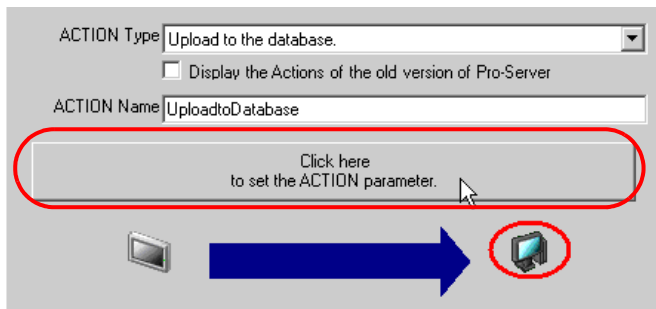 ACTION Type Upload to the database.
Display the Actions of the old version of Pro-Server
ACTION Name UploadtoDatabase
Click here
to set the ACTION parameter.